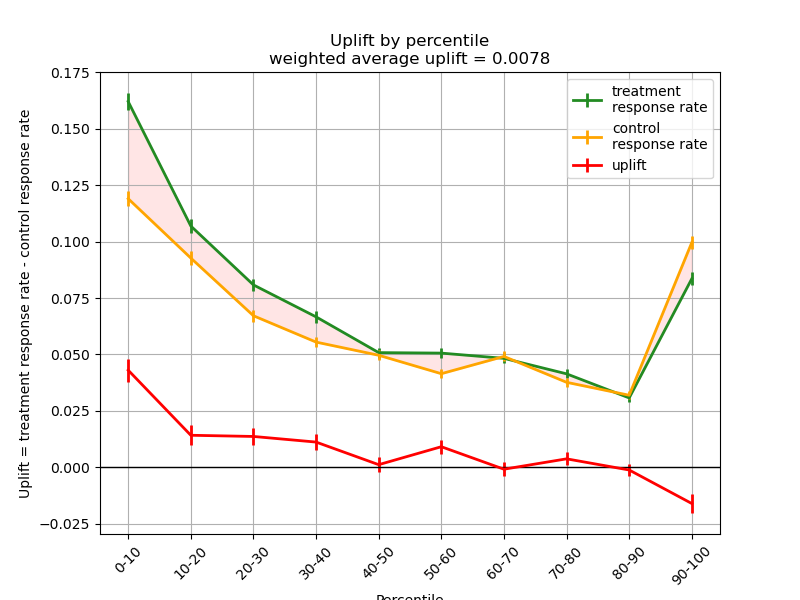 Uplift by percentile
weighted average uplift = 0.0078
Uplift = treatment response rate - control response rate
0.175
0.150
0.125
0.100
0.075
0.050
0.025
0.000
−0.025
treatment
response rate
control
response rate
uplift
0-10
10-20
20-30
30-40
40-50
50-60
60-70
70-80
80-90
90-100
Percentile